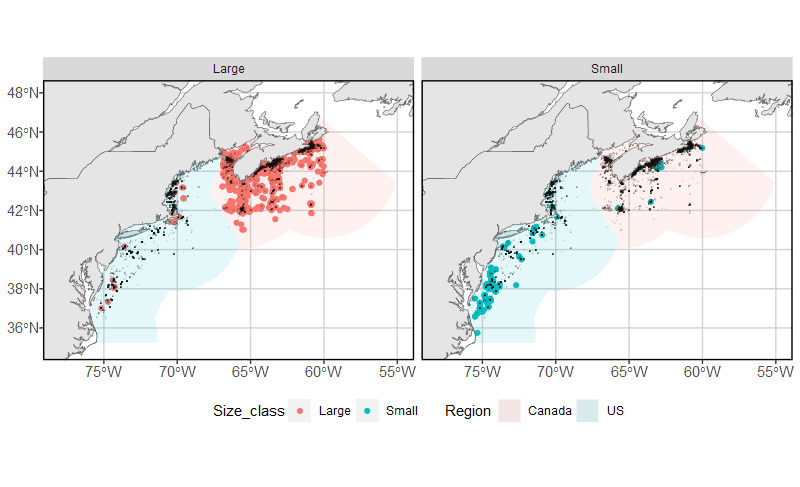 Large Small
48°N
46°N
44°N
42°N
40°N
38°N
36°N
75°W 70°W 65°W 60°W 55°W 75°W 70°W 65°W 60°W 55°W
Size_class Large Small Region Canada US